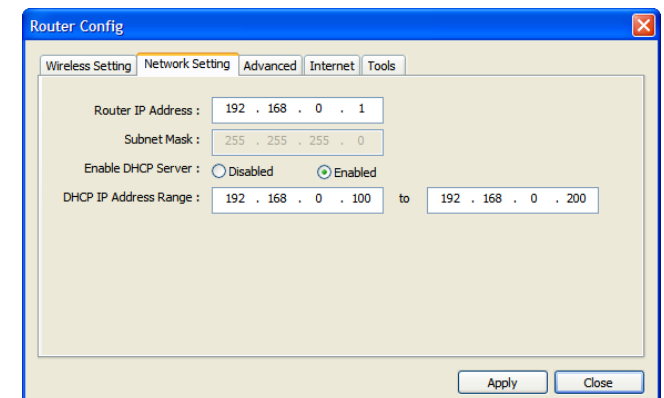 Router Config
Wireless Setting Network Setting Advanced Internet Tools
Router IP Address : 192 . 168 . 0 . 1
Subnet Mask : 255 . 255 . 255 . 0
Enable DHCP Server : Disabled Enabled
DHCP IP Address Range : 192 . 168 . 0 . 100 to 192 . 168 . 0 . 200
Apply Close